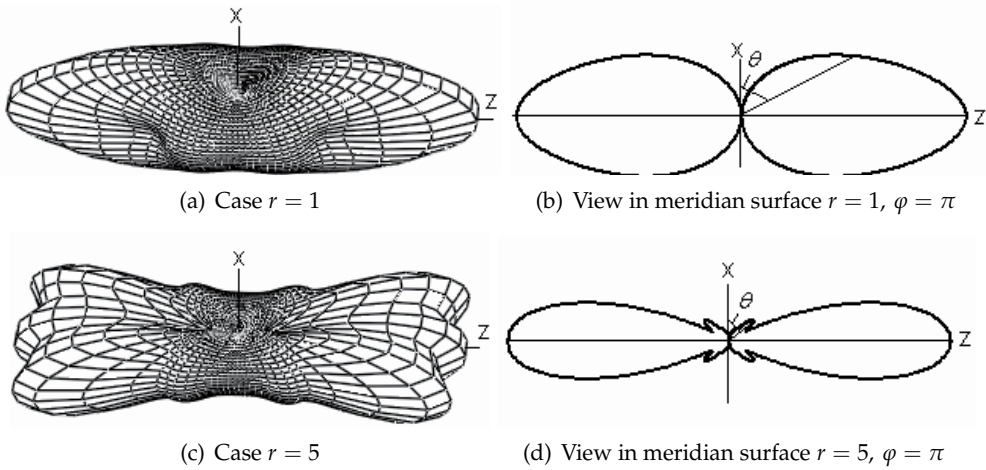 X
Z
X
θ
Z
(a) Case r = 1
(b) View in meridian surface r = 1, φ = π
X
Z
X
θ
Z
(c) Case r = 5
(d) View in meridian surface r = 5, φ = π